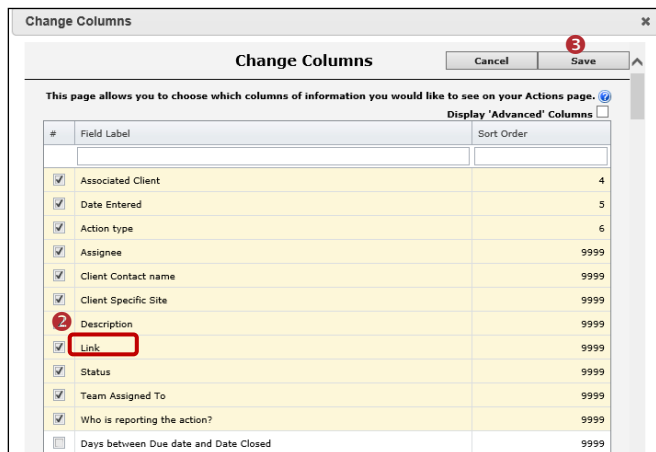 Change Columns ×
3
Change Columns Cancel Save
This page allows you to choose which columns of information you would like to see on your Actions page. ?
Display 'Advanced' Columns
# Field Label Sort Order
Associated Client 4
Date Entered 5
Action type 6
Assignee 9999
Client Contact name 9999
Client Specific Site 9999
2 Description 9999
Link 9999
Status 9999
Team Assigned To 9999
Who is reporting the action? 9999
Days between Due date and Date Closed 9999